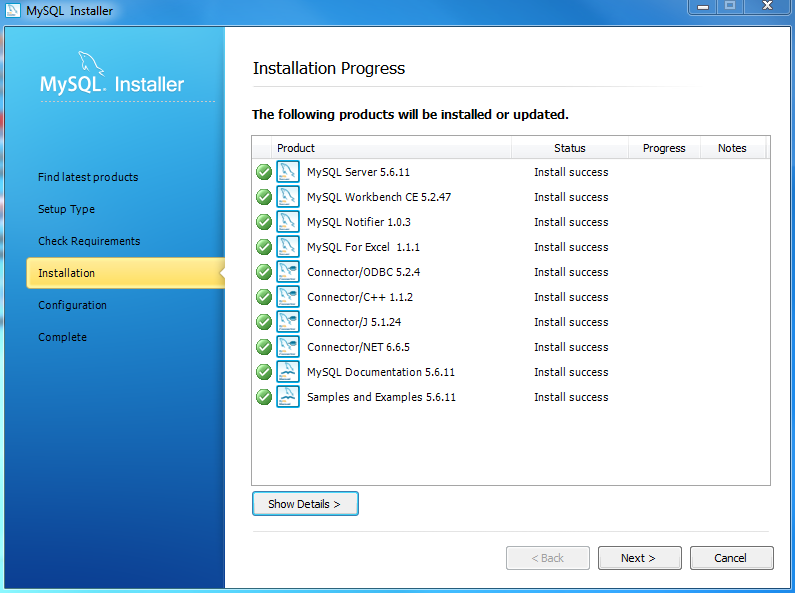 MySQL Installer
MySQL. Installer
Find latest products
Setup Type
Check Requirements
Installation
Configuration
Complete
Installation Progress
The following products will be installed or updated.
Product Status Progress Notes
MySQL Server 5.6.11 Install success
MySQL Workbench CE 5.2.47 Install success
MySQL Notifier 1.0.3 Install success
MySQL For Excel 1.1.1 Install success
Connector/ODBC 5.2.4 Install success
Connector/C++ 1.1.2 Install success
Connector/J 5.1.24 Install success
Connector/NET 6.6.5 Install success
MySQL Documentation 5.6.11 Install success
Samples and Examples 5.6.11 Install success
Show Details >
< Back Next > Cancel